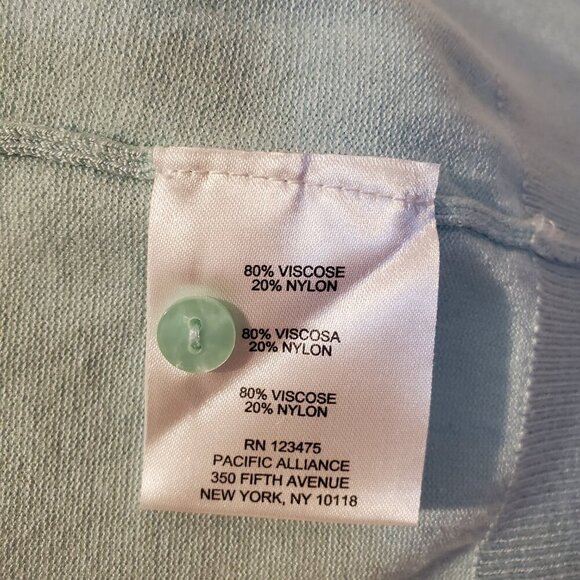 80% VISCOSE
20% NYLON
80% VISCOSA
20% NYLON
80% VISCOSE
20% NYLON
RN 123475
PACIFIC ALLIANCE
350 FIFTH AVENUE
NEW YORK, NY 10118